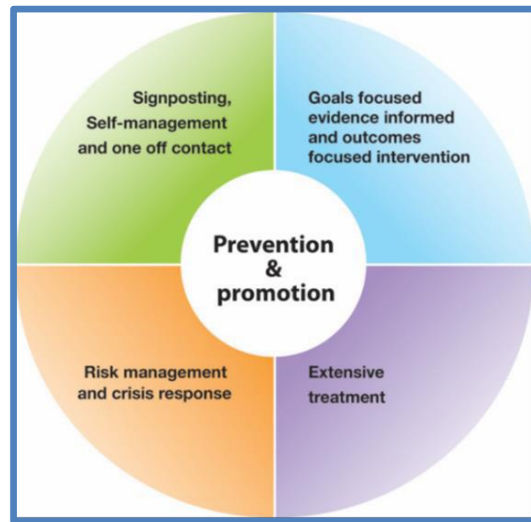 Signposting,
Self-management
and one off contact
Goals focused
evidence informed
and outcomes
focused intervention
Prevention
&
promotion
Risk management
and crisis response
Extensive
treatment